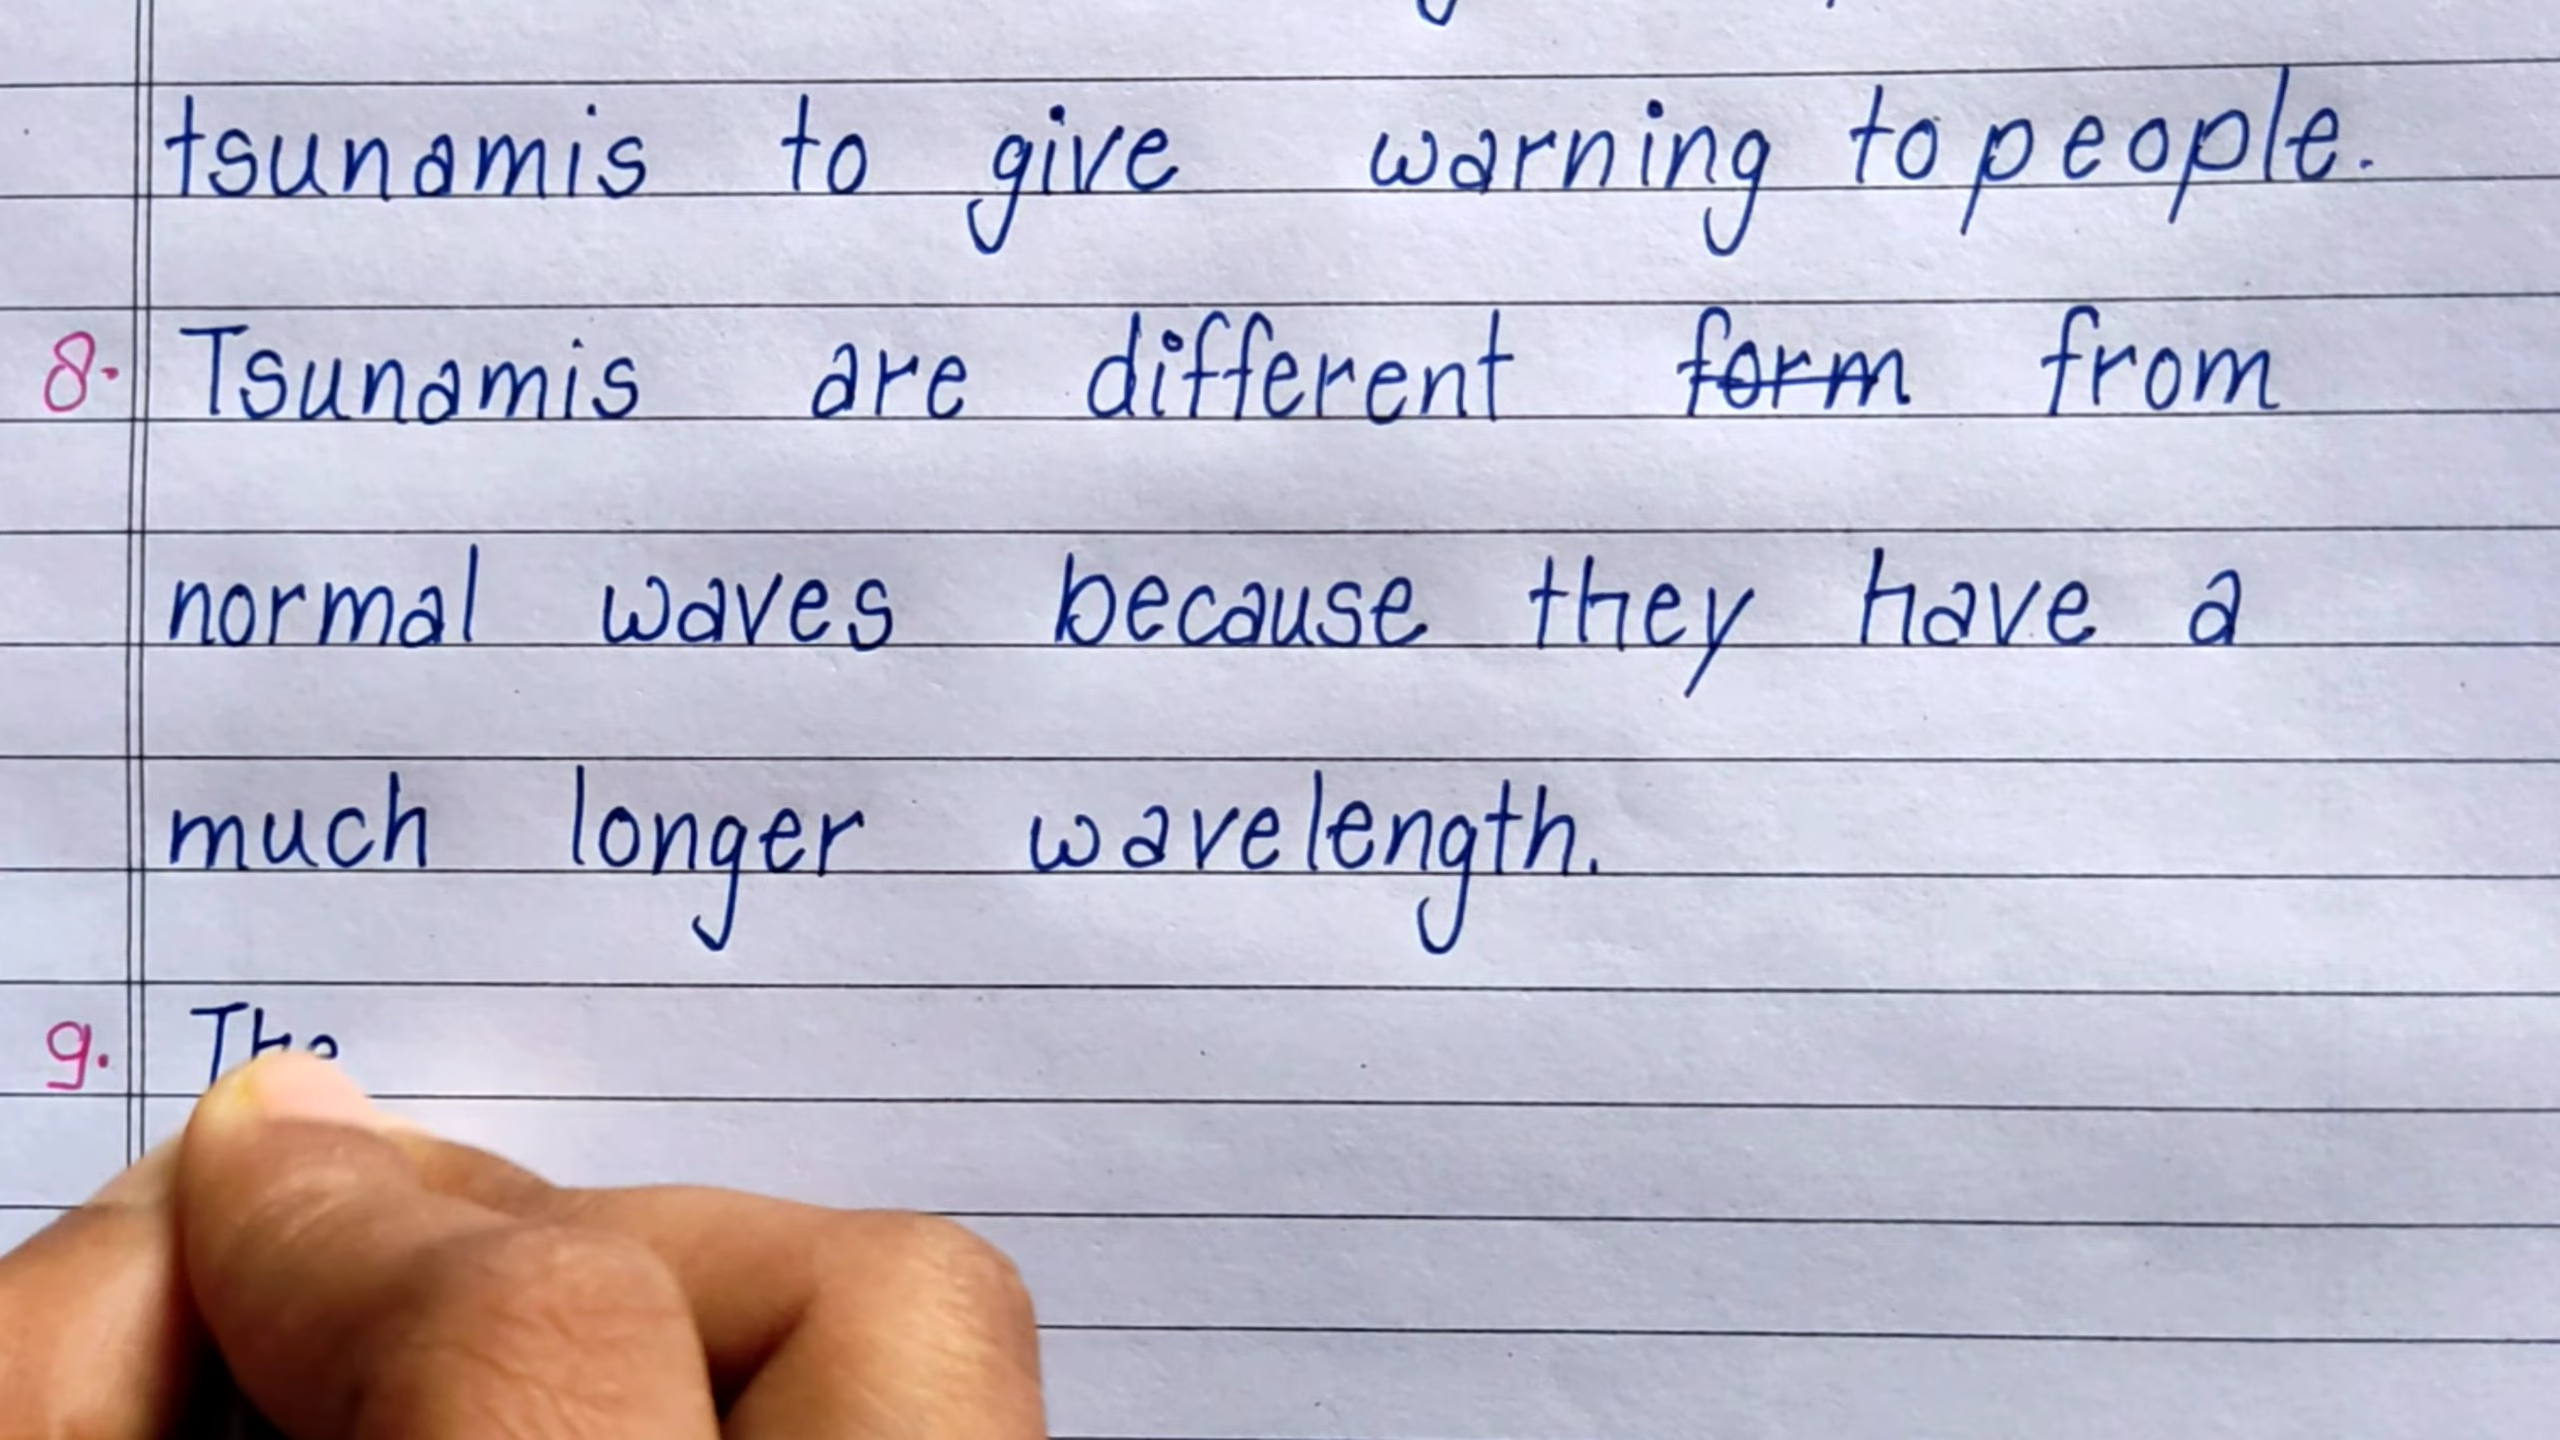 tsunamis to give warning to people.
8. Tsunamis are different form from
normal waves because they have a
much longer wavelength.
9. The